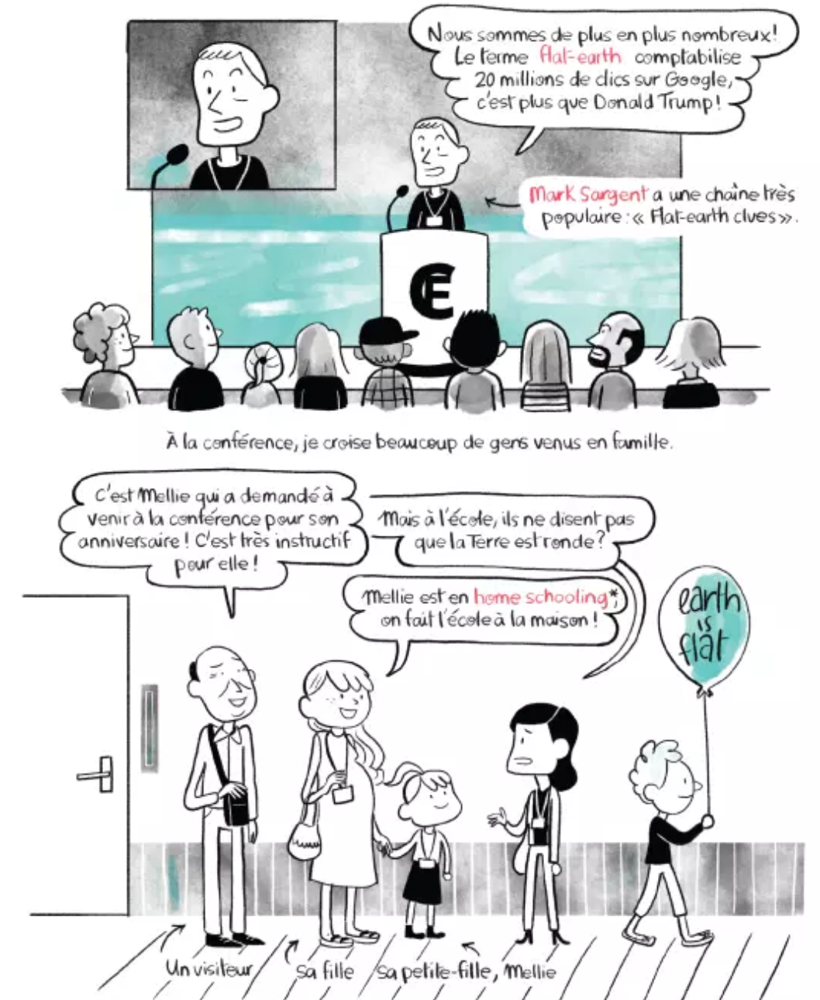 Nous sommes de plus en plus nombreux!
Le terme flat-earth comptabilise
20 millions de clics sur Google,
c'est plus que Donald Trump!
Mark Sargent a une chaîne très
populaire : « Flat-earth clues ».
À la conférence, je croise beaucoup de gens venus en famille.
C'est Mellie qui a demandé à
venir à la conférence pour son
anniversaire! C'est très instructif
pour elle!
Mais à l'école, ils ne disent pas
que la Terre est ronde?
Mellie est en home schooling*,
on fait l'école à la maison!
earth
is
flat
Un visiteur
Sa fille
Sa petite-fille, Mellie